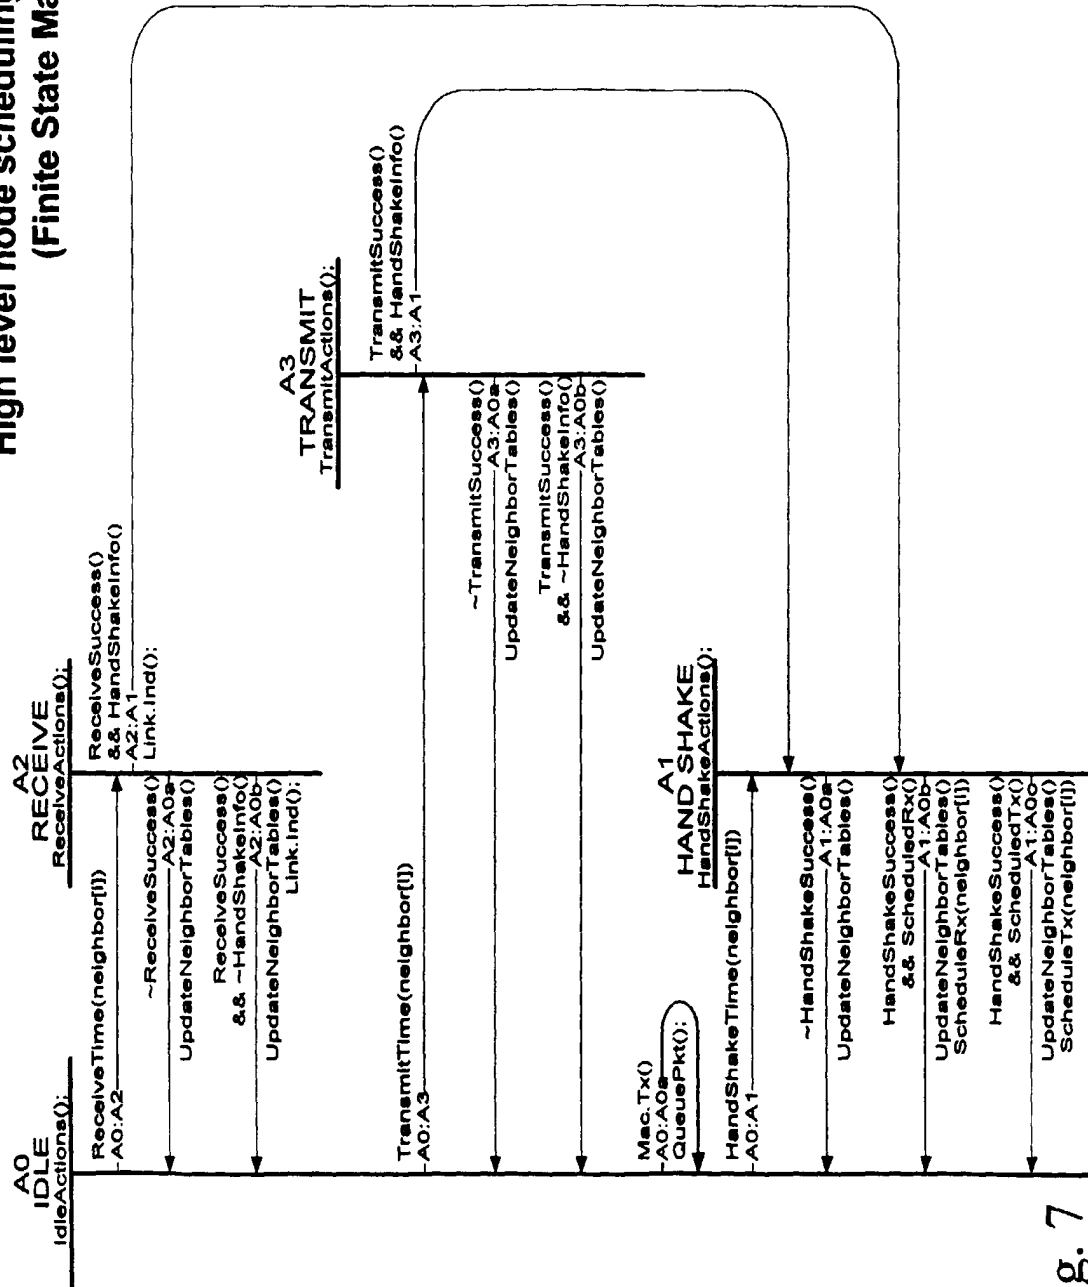 High level node scheduling
(Finite State Ma
A0
IDLE
IdleActions();
A2
RECEIVE
ReceiveActions();
A3
TRANSMIT
TransmitActions();
A1
HAND SHAKE
HandShakeActions();
ReceiveTime(neighbor[i])
A0:A2
ReceiveSuccess()
&& HandShakeInfo()
A2:A1
Link.Ind();
~ReceiveSuccess()
A2:A0a
UpdateNeighborTables()
ReceiveSuccess()
&& ~HandShakeInfo()
A2:A0b
UpdateNeighborTables()
Link.Ind();
TransmitTime(neighbor[i])
A0:A3
TransmitSuccess()
&& HandShakeInfo()
A3:A1
~TransmitSuccess()
A3:A0a
UpdateNeighborTables()
TransmitSuccess()
&& ~HandShakeInfo()
A3:A0b
UpdateNeighborTables()
Mac.Tx()
A0:A0a
QueuePkt();
HandShakeTime(neighbor[i])
A0:A1
~HandShakeSuccess()
A1:A0a
UpdateNeighborTables()
HandShakeSuccess()
&& ScheduledRx()
A1:A0b
UpdateNeighborTables()
ScheduleRx(neighbor[i])
HandShakeSuccess()
&& ScheduledTx()
A1:A0c
UpdateNeighborTables()
ScheduleTx(neighbor[i])
g. 7